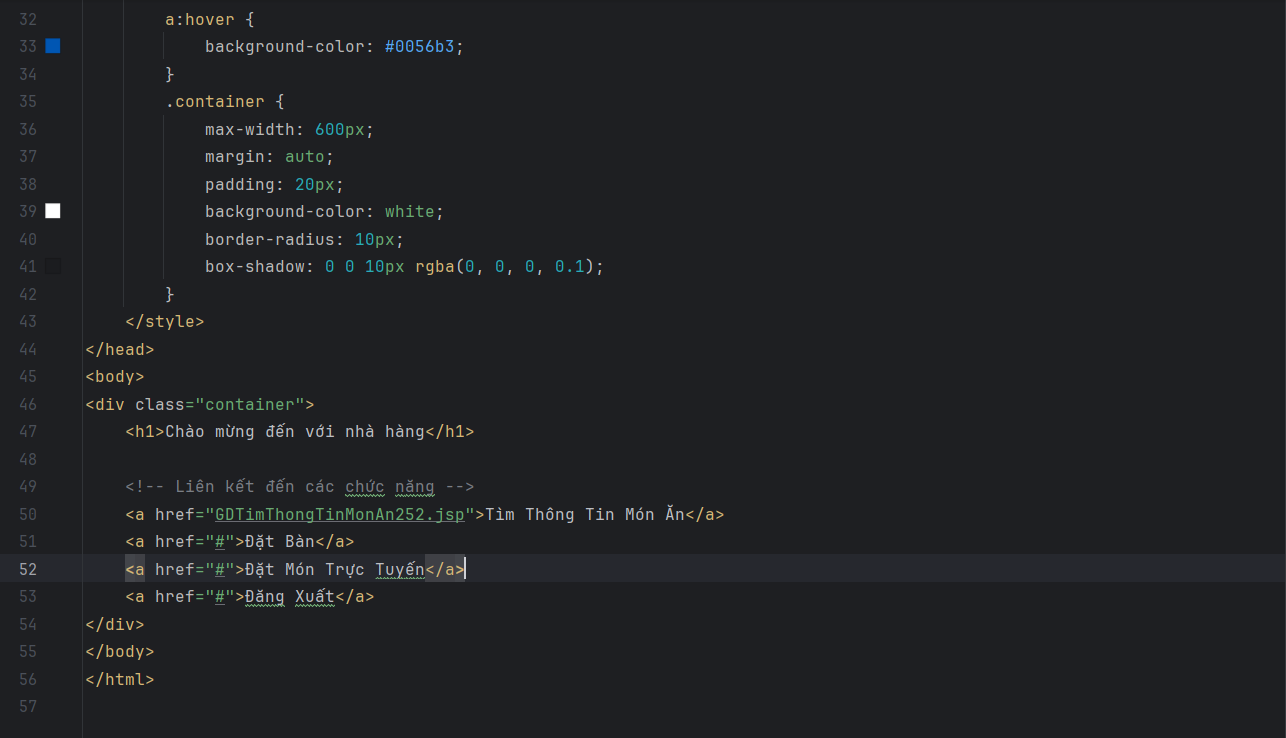 32 a:hover {
33 background-color: #0056b3;
34 }
35 .container {
36 max-width: 600px;
37 margin: auto;
38 padding: 20px;
39 background-color: white;
40 border-radius: 10px;
41 box-shadow: 0 0 10px rgba(0, 0, 0, 0.1);
42 }
43 </style>
44 </head>
45 <body>
46 <div class="container">
47 <h1>Chào mừng đến với nhà hàng</h1>
48
49 <!-- Liên kết đến các chức năng -->
50 <a href="GDTimThongTinMonAn252.jsp">Tìm Thông Tin Món Ăn</a>
51 <a href="#">Đặt Bàn</a>
52 <a href="#">Đặt Món Trực Tuyến</a>
53 <a href="#">Đăng Xuất</a>
54 </div>
55 </body>
56 </html>
57